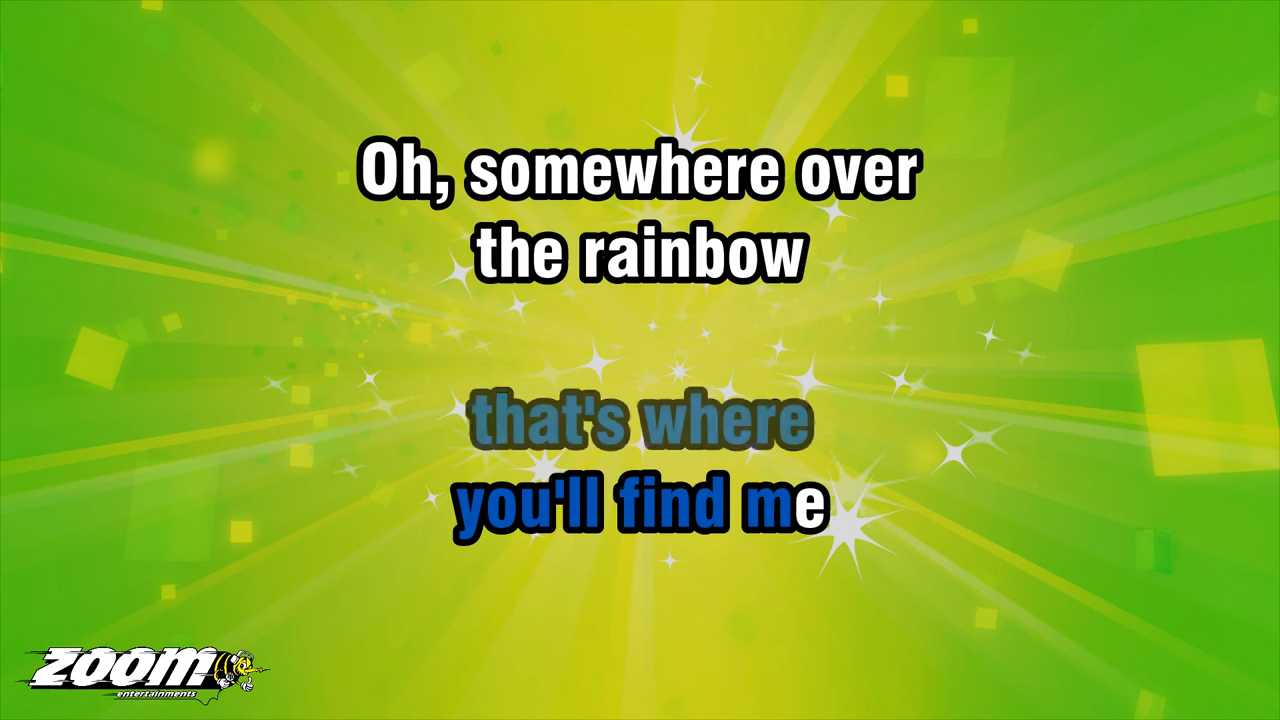 Oh, somewhere over
the rainbow
that's where
you'll find me
ZOOM
entertainments